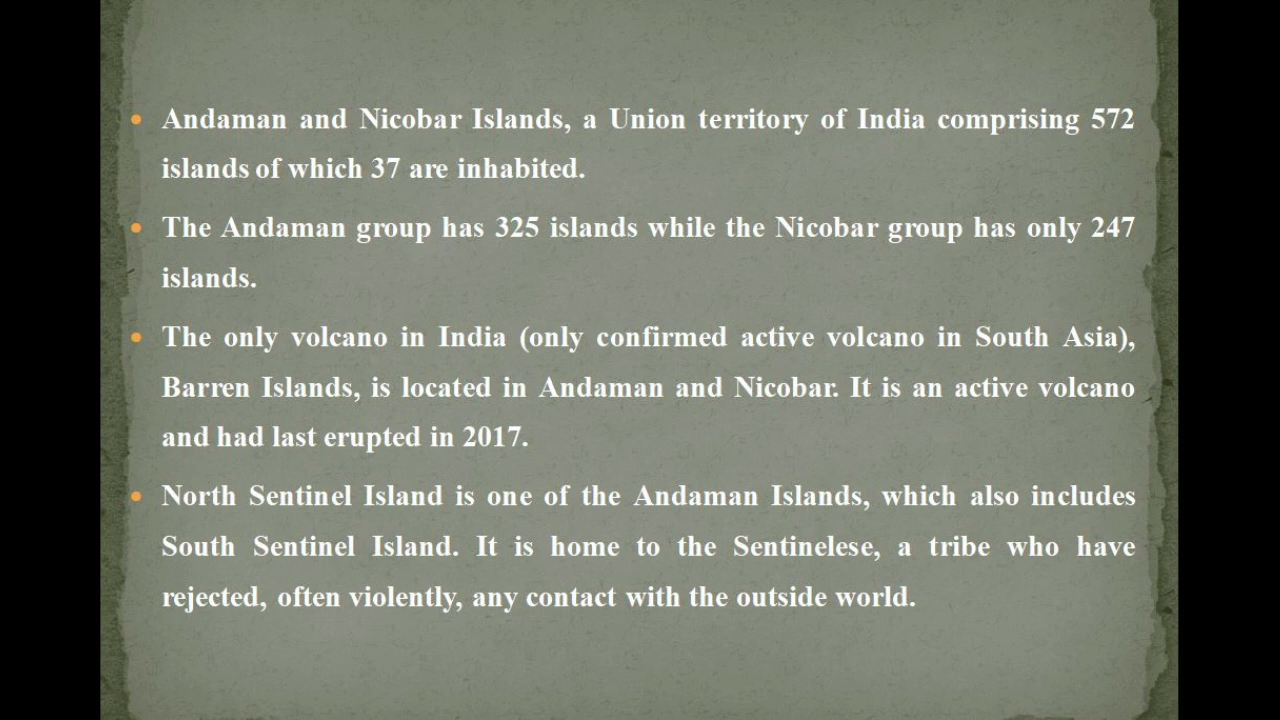 • Andaman and Nicobar Islands, a Union territory of India comprising 572
islands of which 37 are inhabited.
• The Andaman group has 325 islands while the Nicobar group has only 247
islands.
• The only volcano in India (only confirmed active volcano in South Asia),
Barren Islands, is located in Andaman and Nicobar. It is an active volcano
and had last erupted in 2017.
• North Sentinel Island is one of the Andaman Islands, which also includes
South Sentinel Island. It is home to the Sentinelese, a tribe who have
rejected, often violently, any contact with the outside world.